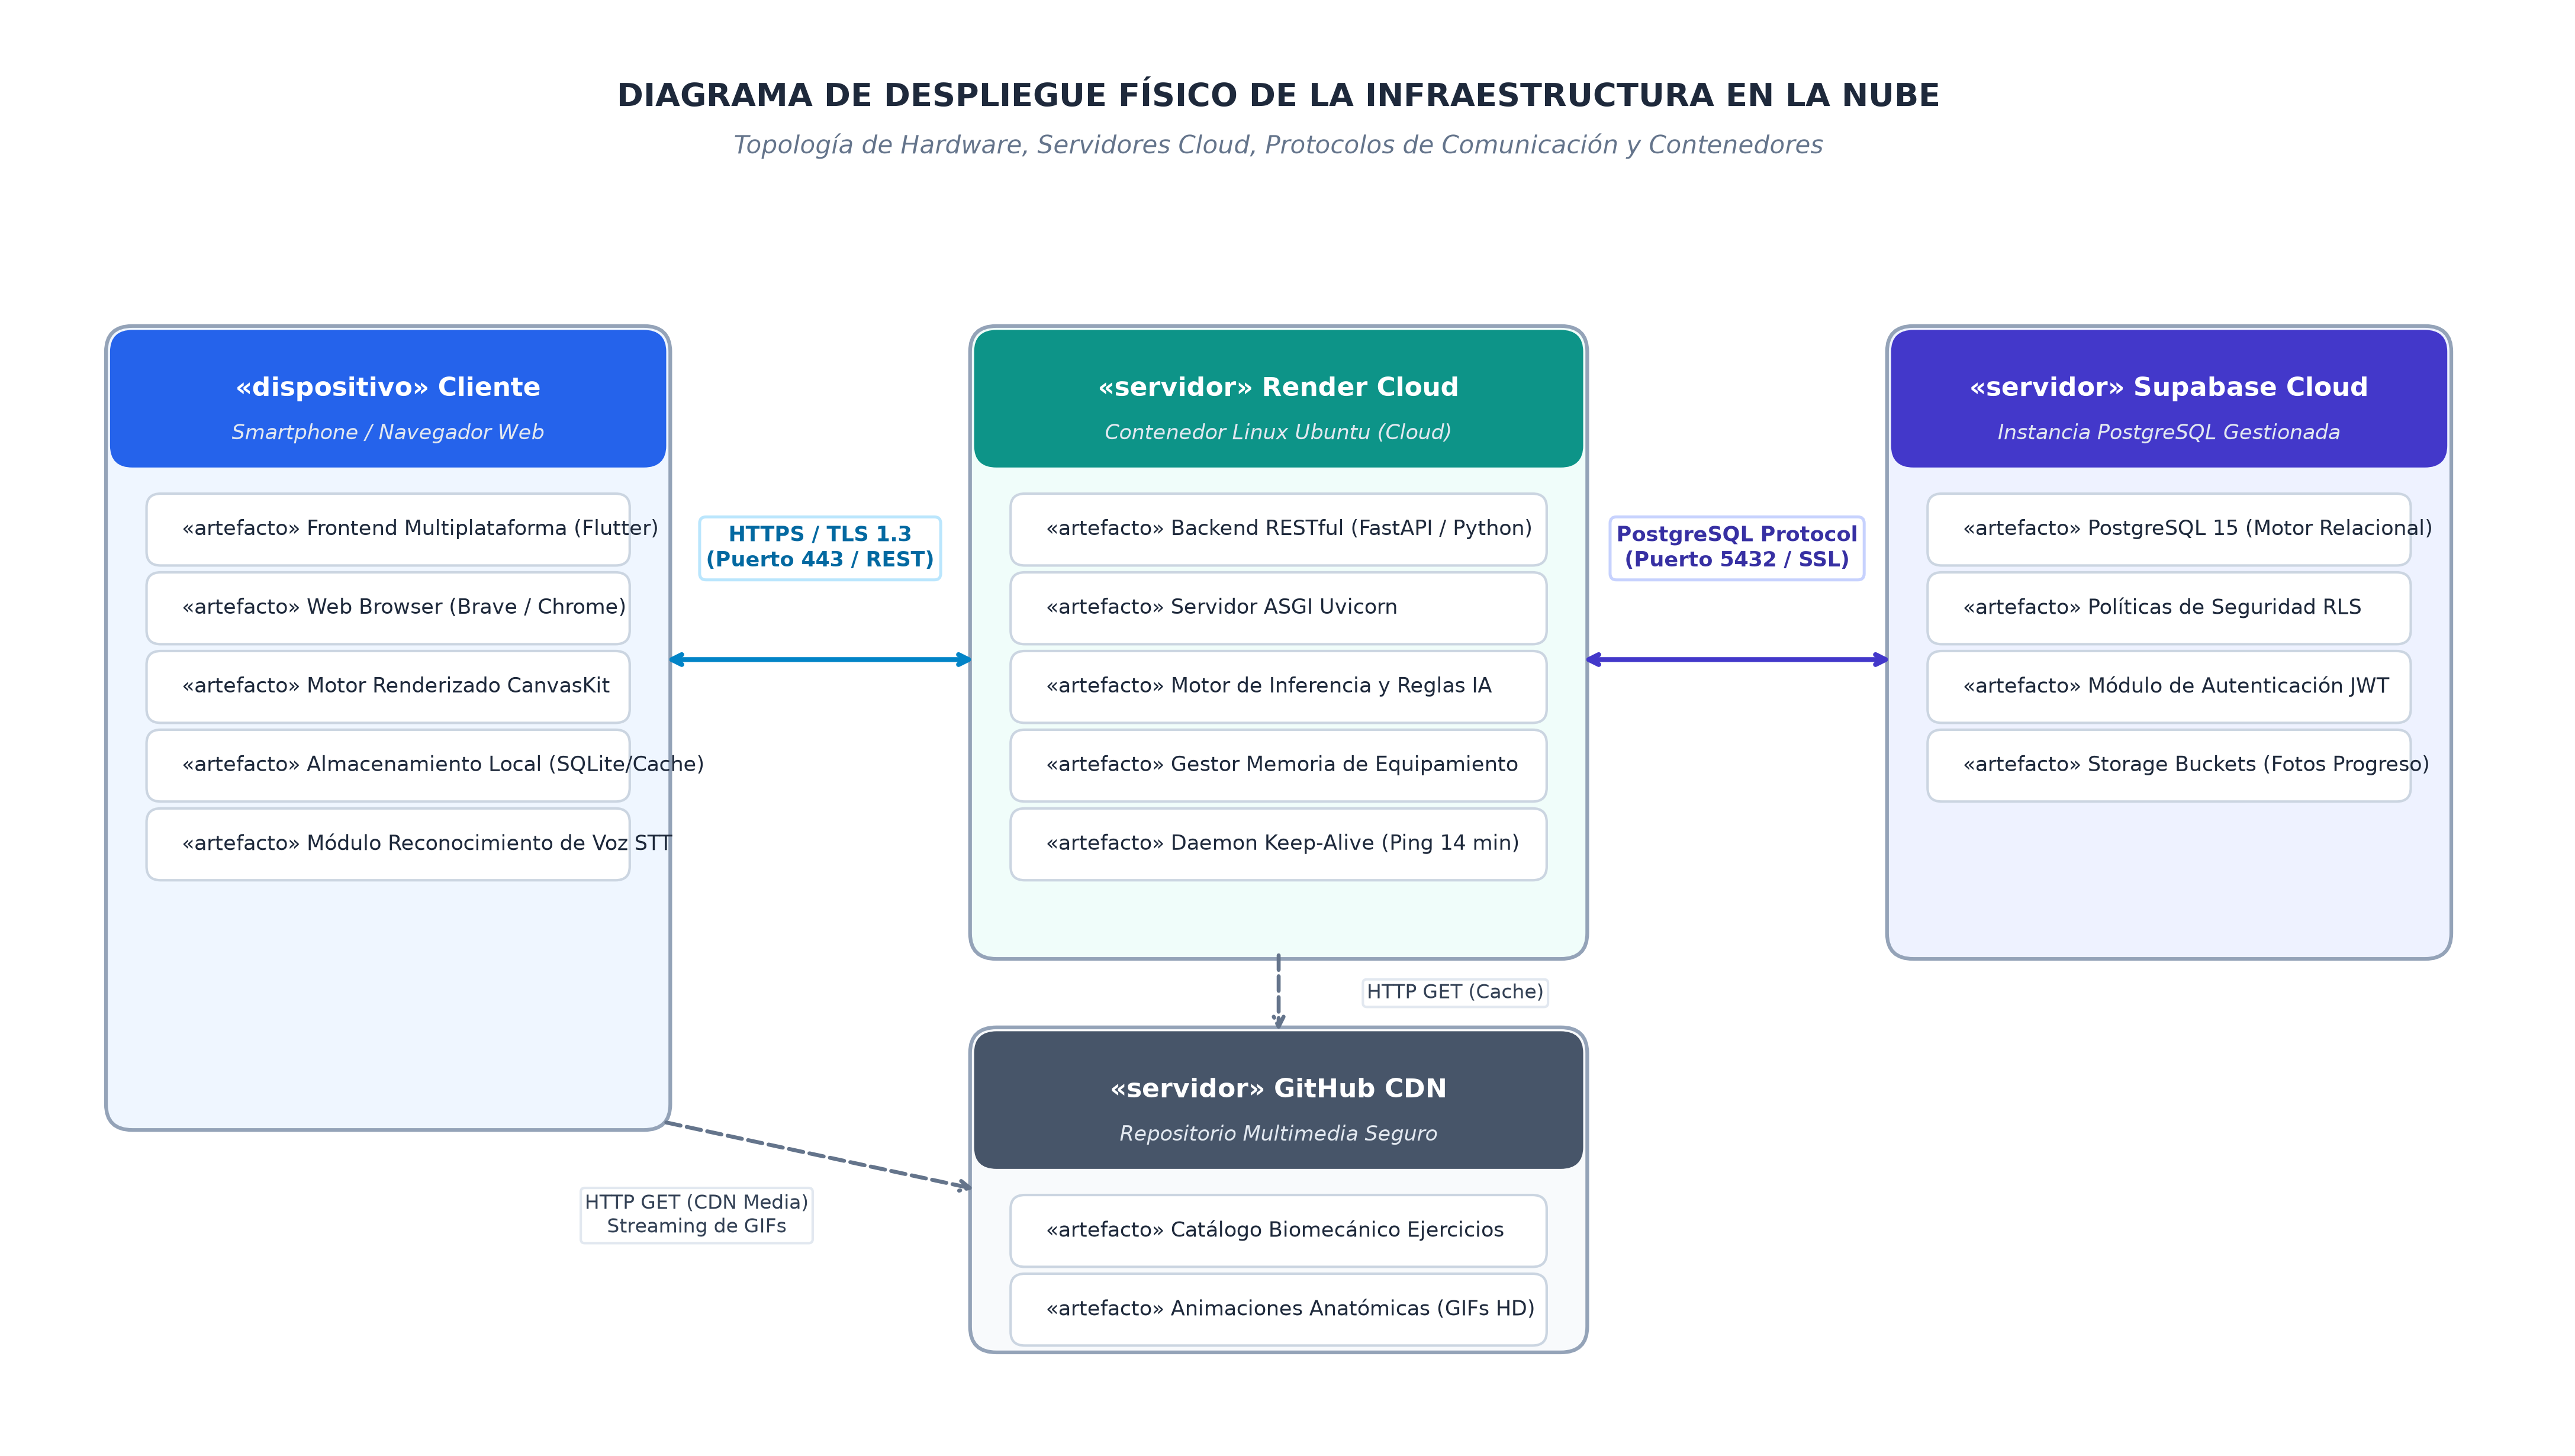 DIAGRAMA DE DESPLIEGUE FÍSICO DE LA INFRAESTRUCTURA EN LA NUBE
Topología de Hardware, Servidores Cloud, Protocolos de Comunicación y Contenedores
«dispositivo» Cliente
Smartphone / Navegador Web
«artefacto» Frontend Multiplataforma (Flutter)
«artefacto» Web Browser (Brave / Chrome)
«artefacto» Motor Renderizado CanvasKit
«artefacto» Almacenamiento Local (SQLite/Cache)
«artefacto» Módulo Reconocimiento de Voz STT
HTTPS / TLS 1.3
(Puerto 443 / REST)
«servidor» Render Cloud
Contenedor Linux Ubuntu (Cloud)
«artefacto» Backend RESTful (FastAPI / Python)
«artefacto» Servidor ASGI Uvicorn
«artefacto» Motor de Inferencia y Reglas IA
«artefacto» Gestor Memoria de Equipamiento
«artefacto» Daemon Keep-Alive (Ping 14 min)
PostgreSQL Protocol
(Puerto 5432 / SSL)
«servidor» Supabase Cloud
Instancia PostgreSQL Gestionada
«artefacto» PostgreSQL 15 (Motor Relacional)
«artefacto» Políticas de Seguridad RLS
«artefacto» Módulo de Autenticación JWT
«artefacto» Storage Buckets (Fotos Progreso)
HTTP GET (Cache)
HTTP GET (CDN Media)
Streaming de GIFs
«servidor» GitHub CDN
Repositorio Multimedia Seguro
«artefacto» Catálogo Biomecánico Ejercicios
«artefacto» Animaciones Anatómicas (GIFs HD)